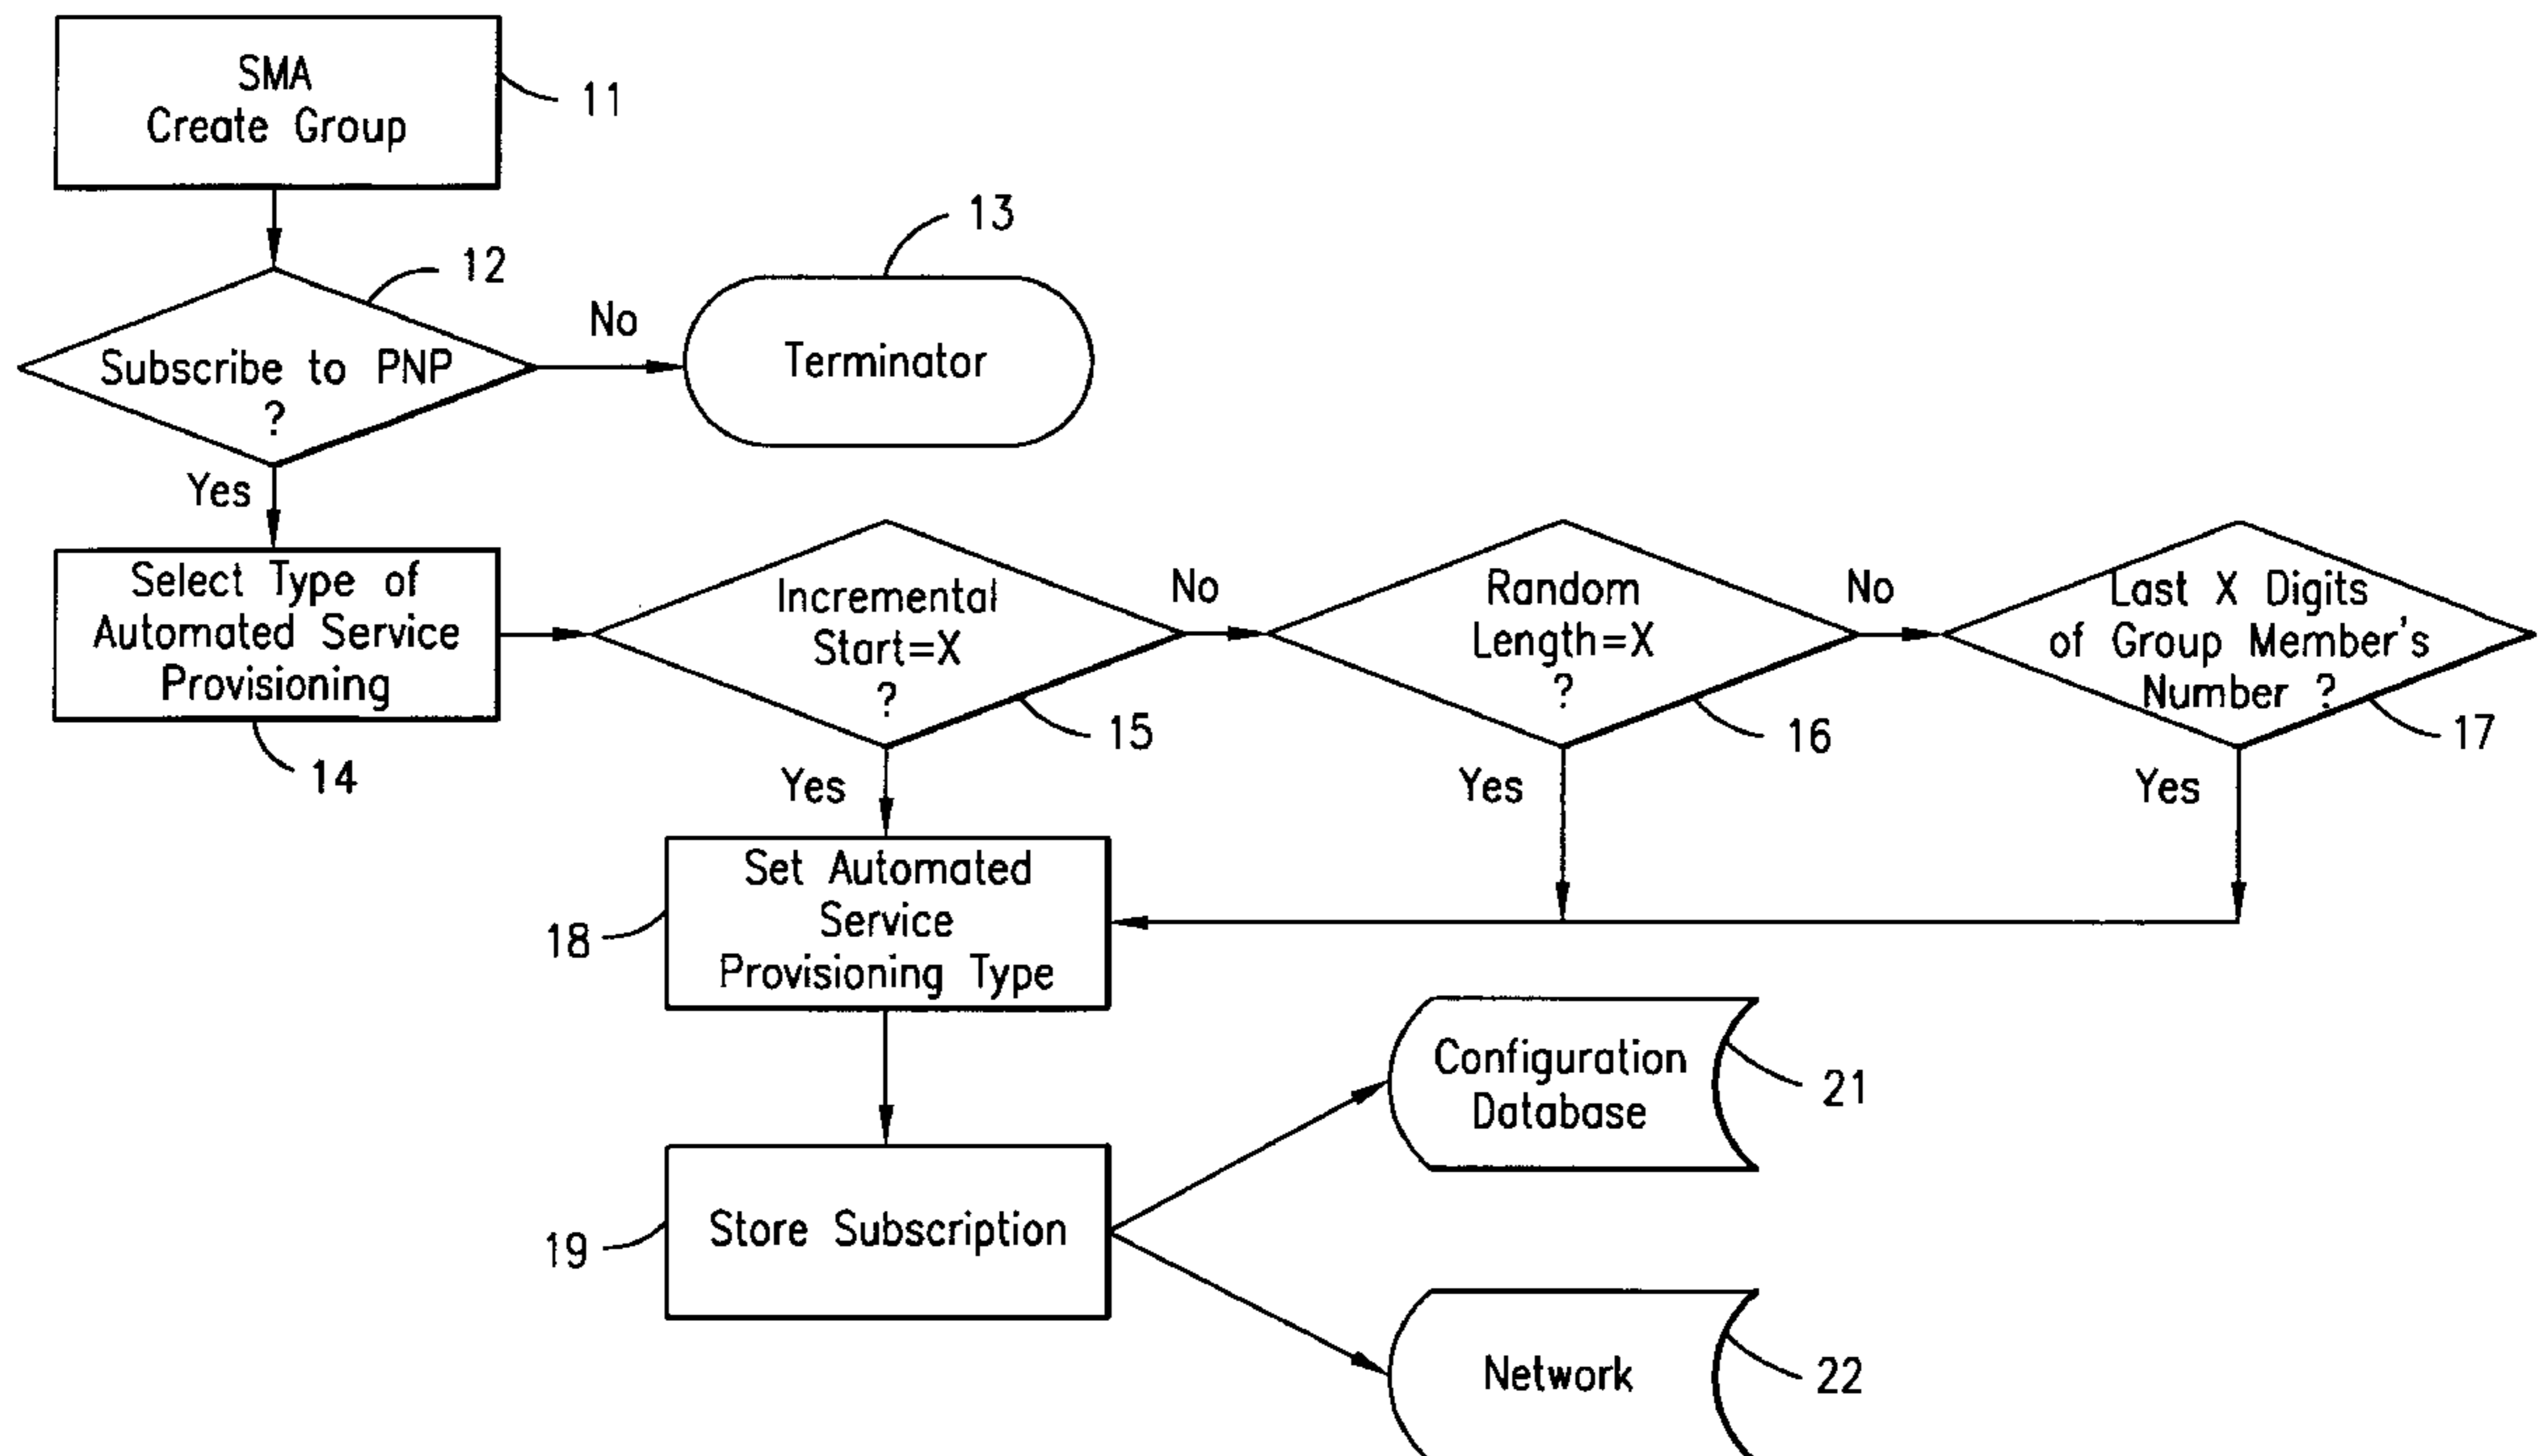 SMA
Create Group
11
12
Subscribe to PNP
?
No
13
Terminator
Yes
Select Type of
Automated Service
Provisioning
14
Incremental
Start=X
?
15
No
Random
Length=X
?
16
No
Last X Digits
of Group Member's
Number ?
17
Yes
Yes
Yes
Set Automated
Service
Provisioning Type
18
Store Subscription
19
Configuration
Database
21
Network
22